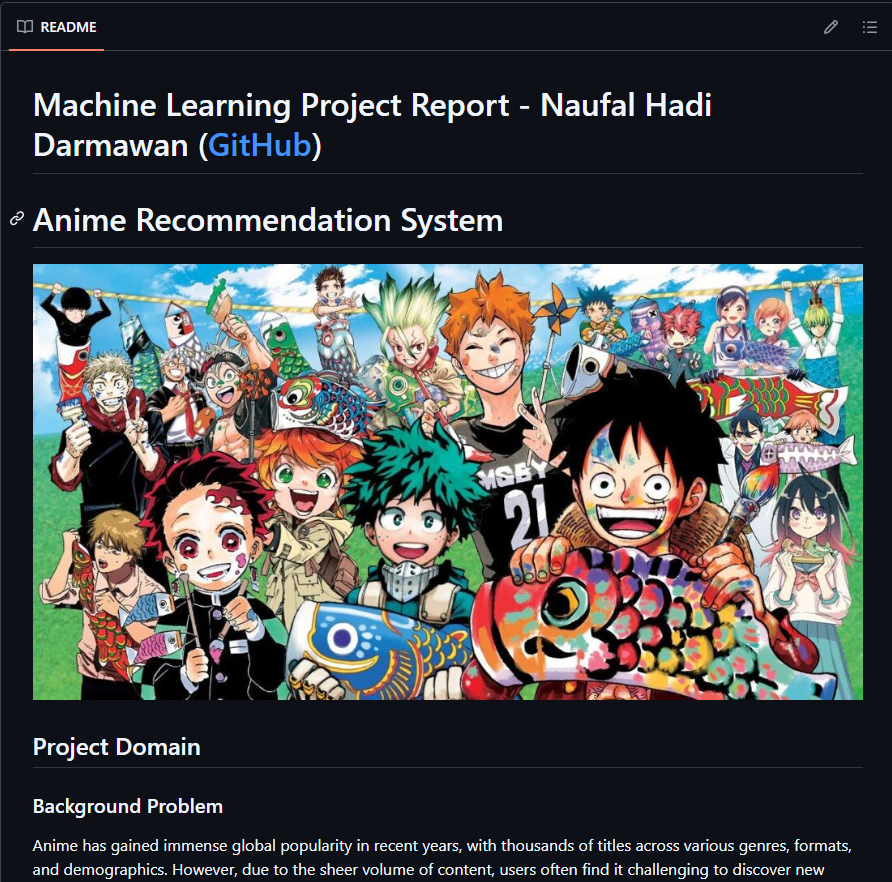 README
Machine Learning Project Report - Naufal Hadi
Darmawan (GitHub)
Anime Recommendation System
MSBY
21
Project Domain
Background Problem
Anime has gained immense global popularity in recent years, with thousands of titles across various genres, formats,
and demographics. However, due to the sheer volume of content, users often find it challenging to discover new